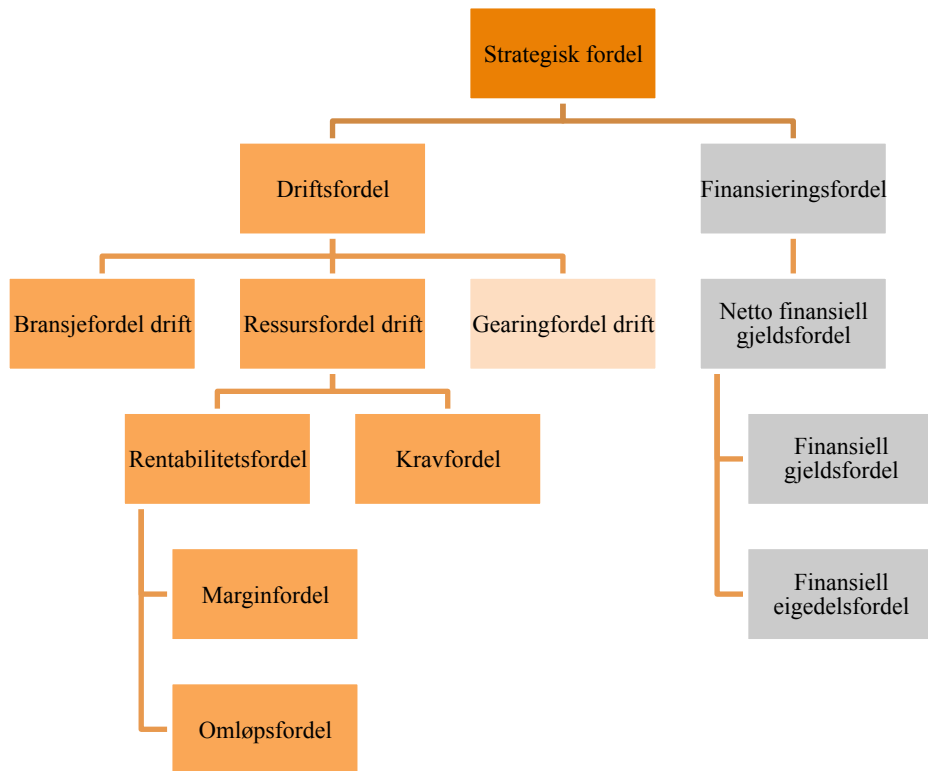 Strategisk fordel
Driftsfordel
Finansieringsfordel
Bransjefordel drift
Ressursfordel drift
Gearingfordel drift
Netto finansiell
gjeldsfordel
Rentabilitetsfordel
Kravfordel
Finansiell
gjeldsfordel
Marginfordel
Finansiell
eigedelsfordel
Omløpsfordel